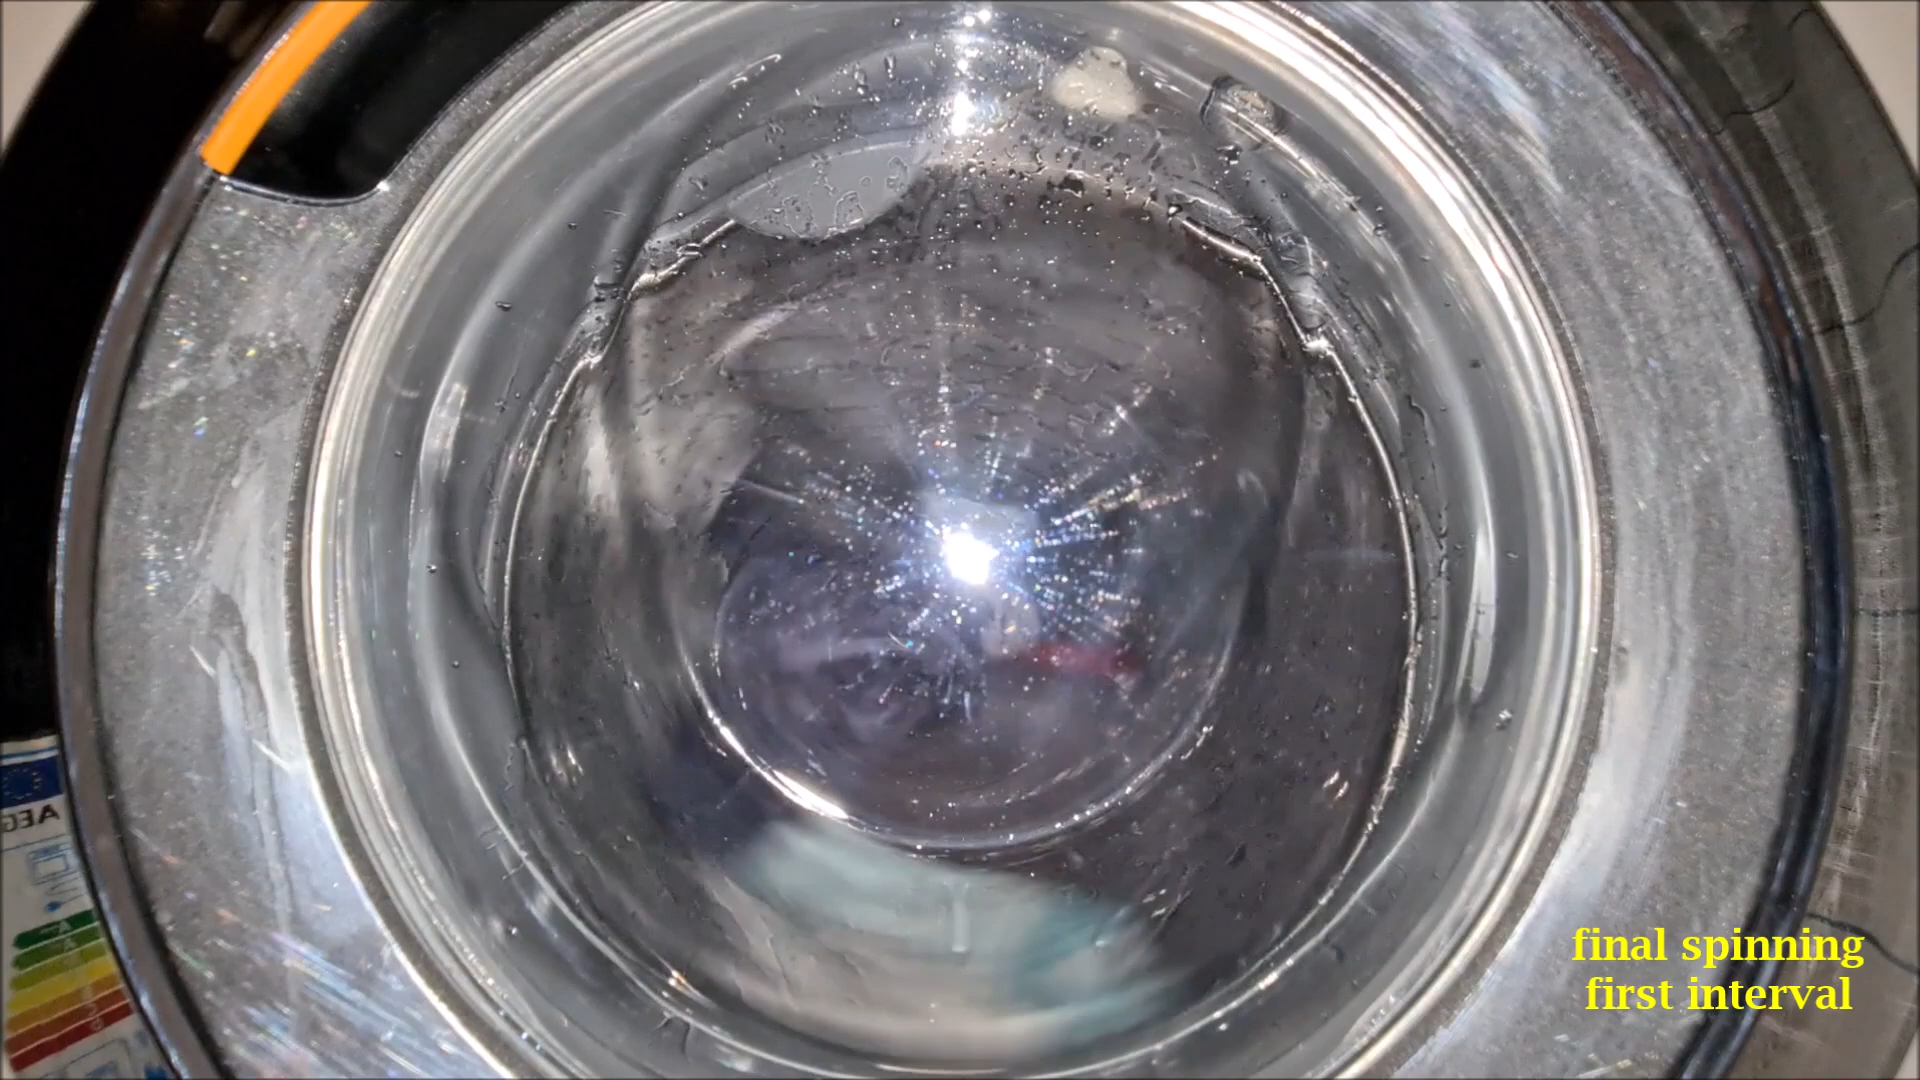 AEG
final spinning
first interval